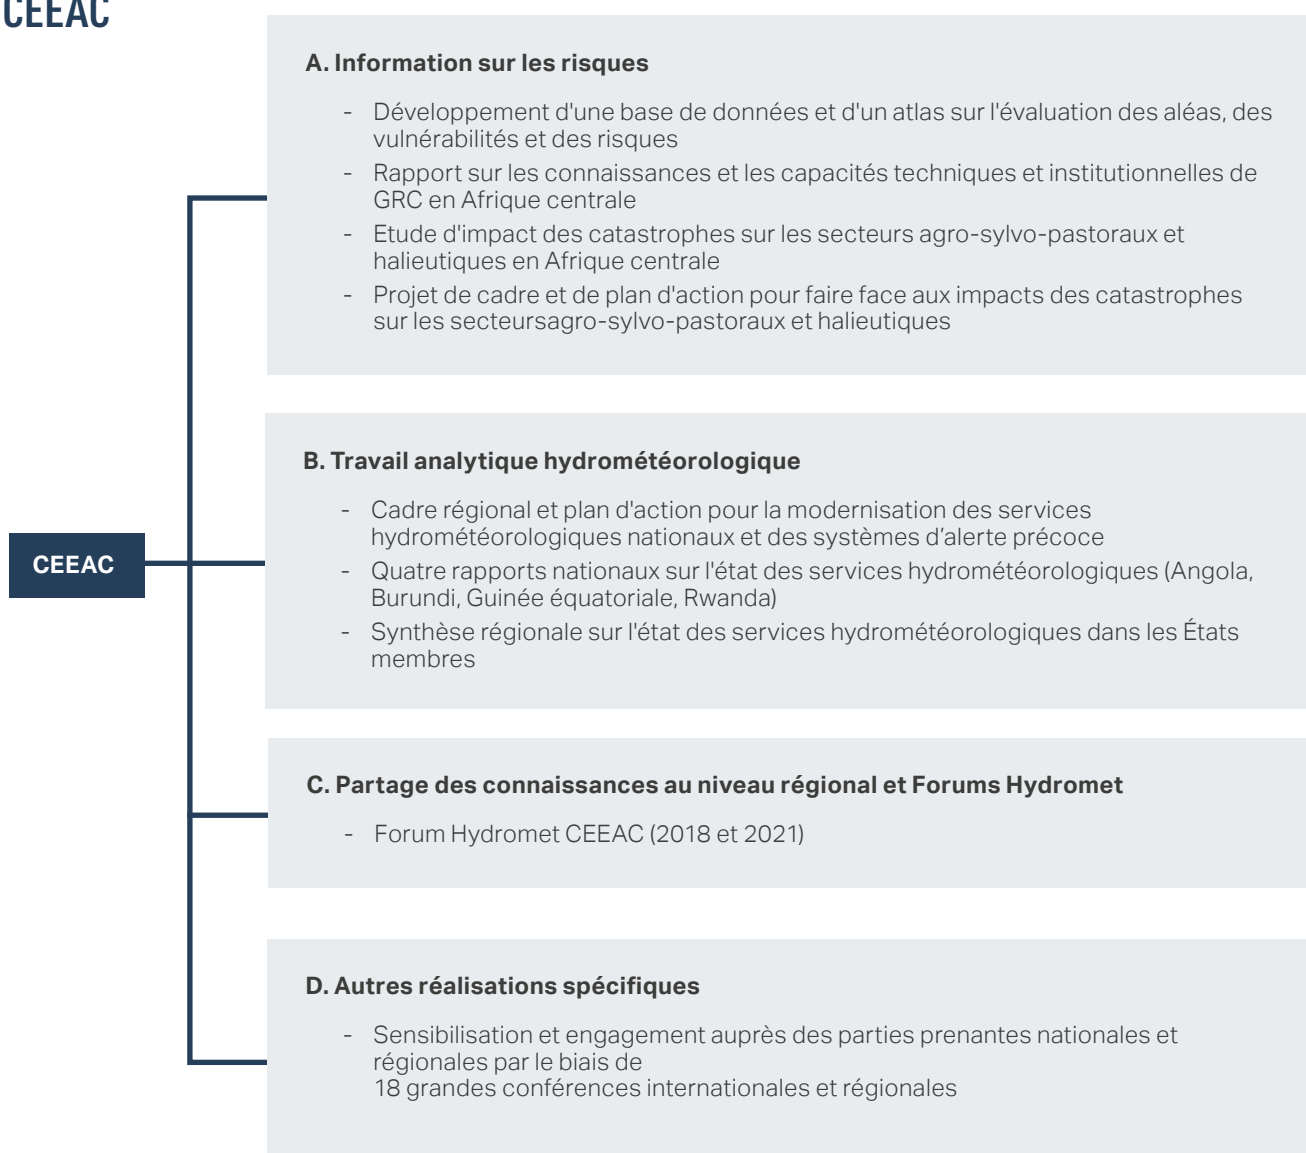 CEEAC
A. Information sur les risques
- Développement d'une base de données et d'un atlas sur l'évaluation des aléas, des
vulnérabilités et des risques
- Rapport sur les connaissances et les capacités techniques et institutionnelles de
GRC en Afrique centrale
- Etude d'impact des catastrophes sur les secteurs agro-sylvo-pastoraux et
halieutiques en Afrique centrale
- Projet de cadre et de plan d'action pour faire face aux impacts des catastrophes
sur les secteursagro-sylvo-pastoraux et halieutiques
B. Travail analytique hydrométéorologique
- Cadre régional et plan d'action pour la modernisation des services
hydrométéorologiques nationaux et des systèmes d’alerte précoce
- Quatre rapports nationaux sur l'état des services hydrométéorologiques (Angola,
Burundi, Guinée équatoriale, Rwanda)
- Synthèse régionale sur l'état des services hydrométéorologiques dans les États
membres
CEEAC
C. Partage des connaissances au niveau régional et Forums Hydromet
- Forum Hydromet CEEAC (2018 et 2021)
D. Autres réalisations spécifiques
- Sensibilisation et engagement auprès des parties prenantes nationales et
régionales par le biais de
18 grandes conférences internationales et régionales